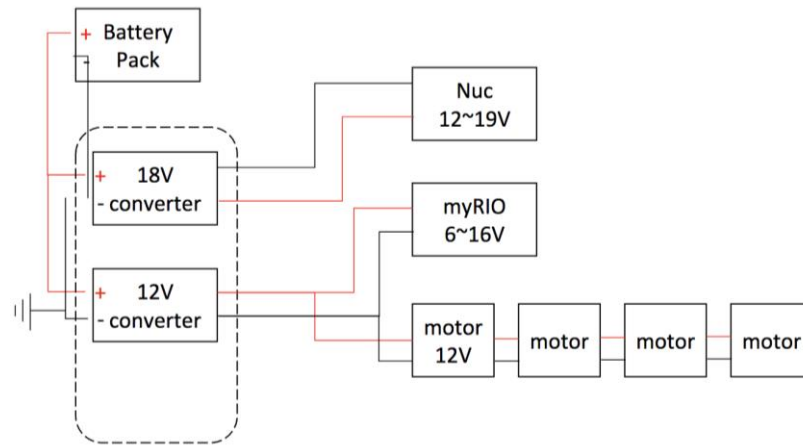 + Battery
- Pack
Nuc
12~19V
+ 18V
- converter
myRIO
6~16V
+ 12V
- converter
motor
12V
motor
motor
motor